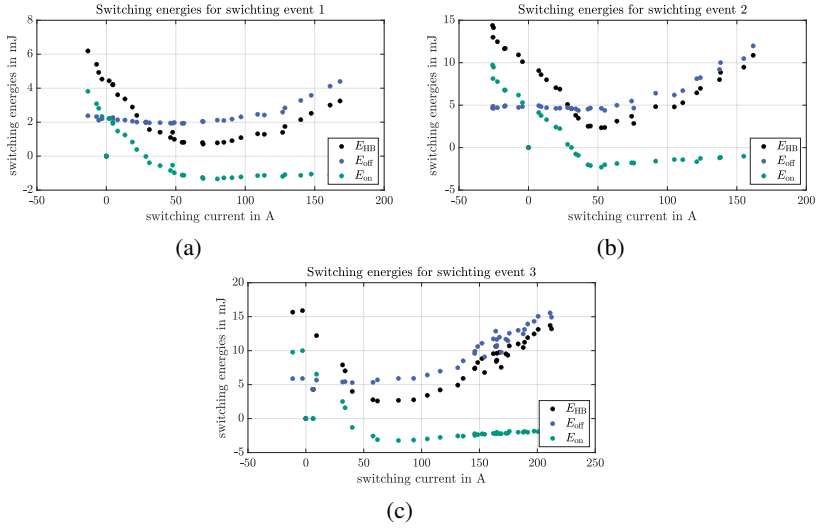 Switching energies for swichting event 1
switching energies in mJ
8
6
4
2
0
-2
-50
0
50
100
150
200
E_HB
E_off
E_on
switching current in A
(a)
Switching energies for swichting event 2
switching energies in mJ
15
10
5
0
-5
-50
0
50
100
150
200
E_HB
E_off
E_on
switching current in A
(b)
Switching energies for swichting event 3
switching energies in mJ
20
15
10
5
0
-5
-50
0
50
100
150
200
250
E_HB
E_off
E_on
switching current in A
(c)